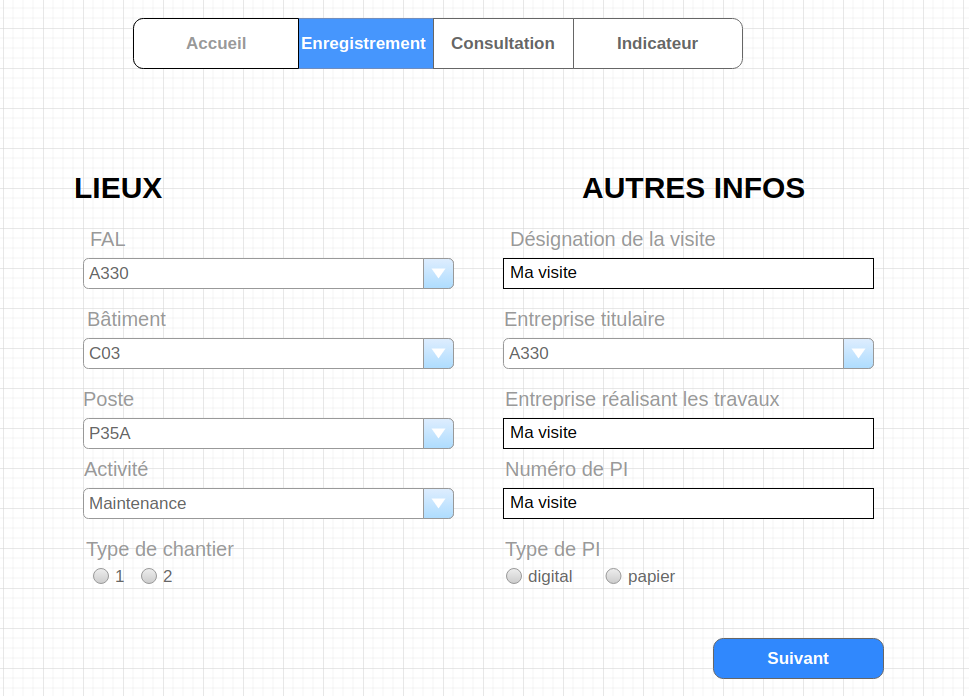 Accueil Enregistrement Consultation Indicateur
LIEUX
FAL
A330
Bâtiment
C03
Poste
P35A
Activité
Maintenance
Type de chantier
1 2
AUTRES INFOS
Désignation de la visite
Ma visite
Entreprise titulaire
A330
Entreprise réalisant les travaux
Ma visite
Numéro de PI
Ma visite
Type de PI
digital papier
Suivant